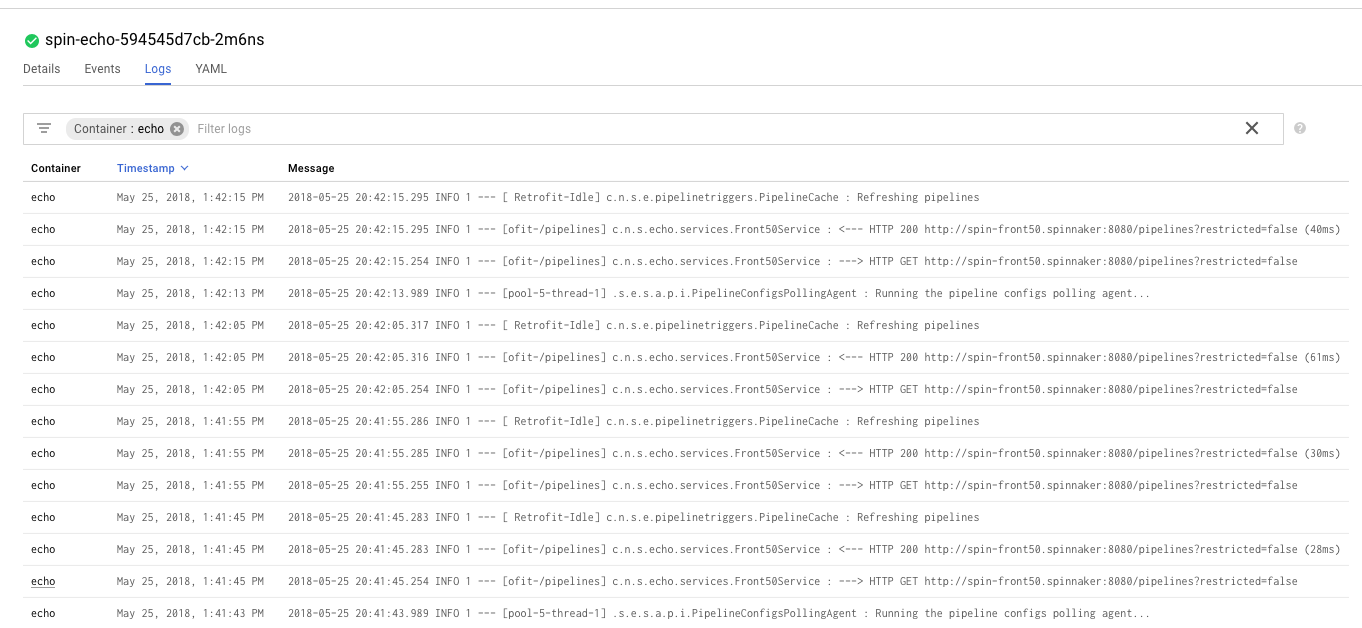 spin-echo-594545d7cb-2m6ns
Details Events Logs YAML
Container : echo Filter logs
Container Timestamp Message
echo May 25, 2018, 1:42:15 PM 2018-05-25 20:42:15.295 INFO 1 --- [ Retrofit-Idle] c.n.s.e.pipelinetriggers.PipelineCache : Refreshing pipelines
echo May 25, 2018, 1:42:15 PM 2018-05-25 20:42:15.295 INFO 1 --- [ofit-/pipelines] c.n.s.echo.services.Front50Service : <--- HTTP 200 http://spin-front50.spinnaker:8080/pipelines?restricted=false (40ms)
echo May 25, 2018, 1:42:15 PM 2018-05-25 20:42:15.254 INFO 1 --- [ofit-/pipelines] c.n.s.echo.services.Front50Service : ---> HTTP GET http://spin-front50.spinnaker:8080/pipelines?restricted=false
echo May 25, 2018, 1:42:13 PM 2018-05-25 20:42:13.989 INFO 1 --- [pool-5-thread-1] .s.e.s.a.p.i.PipelineConfigsPollingAgent : Running the pipeline configs polling agent...
echo May 25, 2018, 1:42:05 PM 2018-05-25 20:42:05.317 INFO 1 --- [ Retrofit-Idle] c.n.s.e.pipelinetriggers.PipelineCache : Refreshing pipelines
echo May 25, 2018, 1:42:05 PM 2018-05-25 20:42:05.316 INFO 1 --- [ofit-/pipelines] c.n.s.echo.services.Front50Service : <--- HTTP 200 http://spin-front50.spinnaker:8080/pipelines?restricted=false (61ms)
echo May 25, 2018, 1:42:05 PM 2018-05-25 20:42:05.254 INFO 1 --- [ofit-/pipelines] c.n.s.echo.services.Front50Service : ---> HTTP GET http://spin-front50.spinnaker:8080/pipelines?restricted=false
echo May 25, 2018, 1:41:55 PM 2018-05-25 20:41:55.286 INFO 1 --- [ Retrofit-Idle] c.n.s.e.pipelinetriggers.PipelineCache : Refreshing pipelines
echo May 25, 2018, 1:41:55 PM 2018-05-25 20:41:55.285 INFO 1 --- [ofit-/pipelines] c.n.s.echo.services.Front50Service : <--- HTTP 200 http://spin-front50.spinnaker:8080/pipelines?restricted=false (30ms)
echo May 25, 2018, 1:41:55 PM 2018-05-25 20:41:55.255 INFO 1 --- [ofit-/pipelines] c.n.s.echo.services.Front50Service : ---> HTTP GET http://spin-front50.spinnaker:8080/pipelines?restricted=false
echo May 25, 2018, 1:41:45 PM 2018-05-25 20:41:45.283 INFO 1 --- [ Retrofit-Idle] c.n.s.e.pipelinetriggers.PipelineCache : Refreshing pipelines
echo May 25, 2018, 1:41:45 PM 2018-05-25 20:41:45.283 INFO 1 --- [ofit-/pipelines] c.n.s.echo.services.Front50Service : <--- HTTP 200 http://spin-front50.spinnaker:8080/pipelines?restricted=false (28ms)
echo May 25, 2018, 1:41:45 PM 2018-05-25 20:41:45.254 INFO 1 --- [ofit-/pipelines] c.n.s.echo.services.Front50Service : ---> HTTP GET http://spin-front50.spinnaker:8080/pipelines?restricted=false
echo May 25, 2018, 1:41:43 PM 2018-05-25 20:41:43.989 INFO 1 --- [pool-5-thread-1] .s.e.s.a.p.i.PipelineConfigsPollingAgent : Running the pipeline configs polling agent...